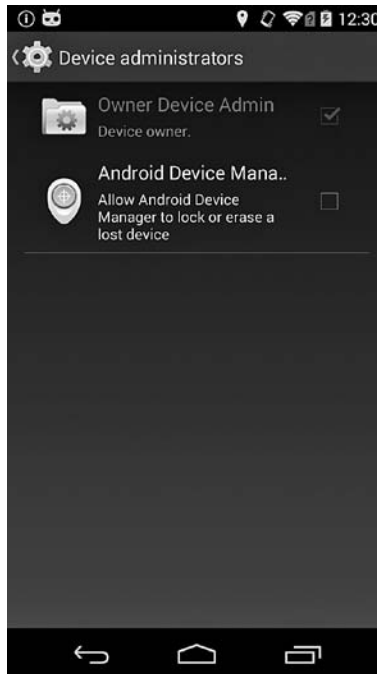 12:30
Device administrators
Owner Device Admin
Device owner.
Android Device Mana..
Allow Android Device
Manager to lock or erase a
lost device